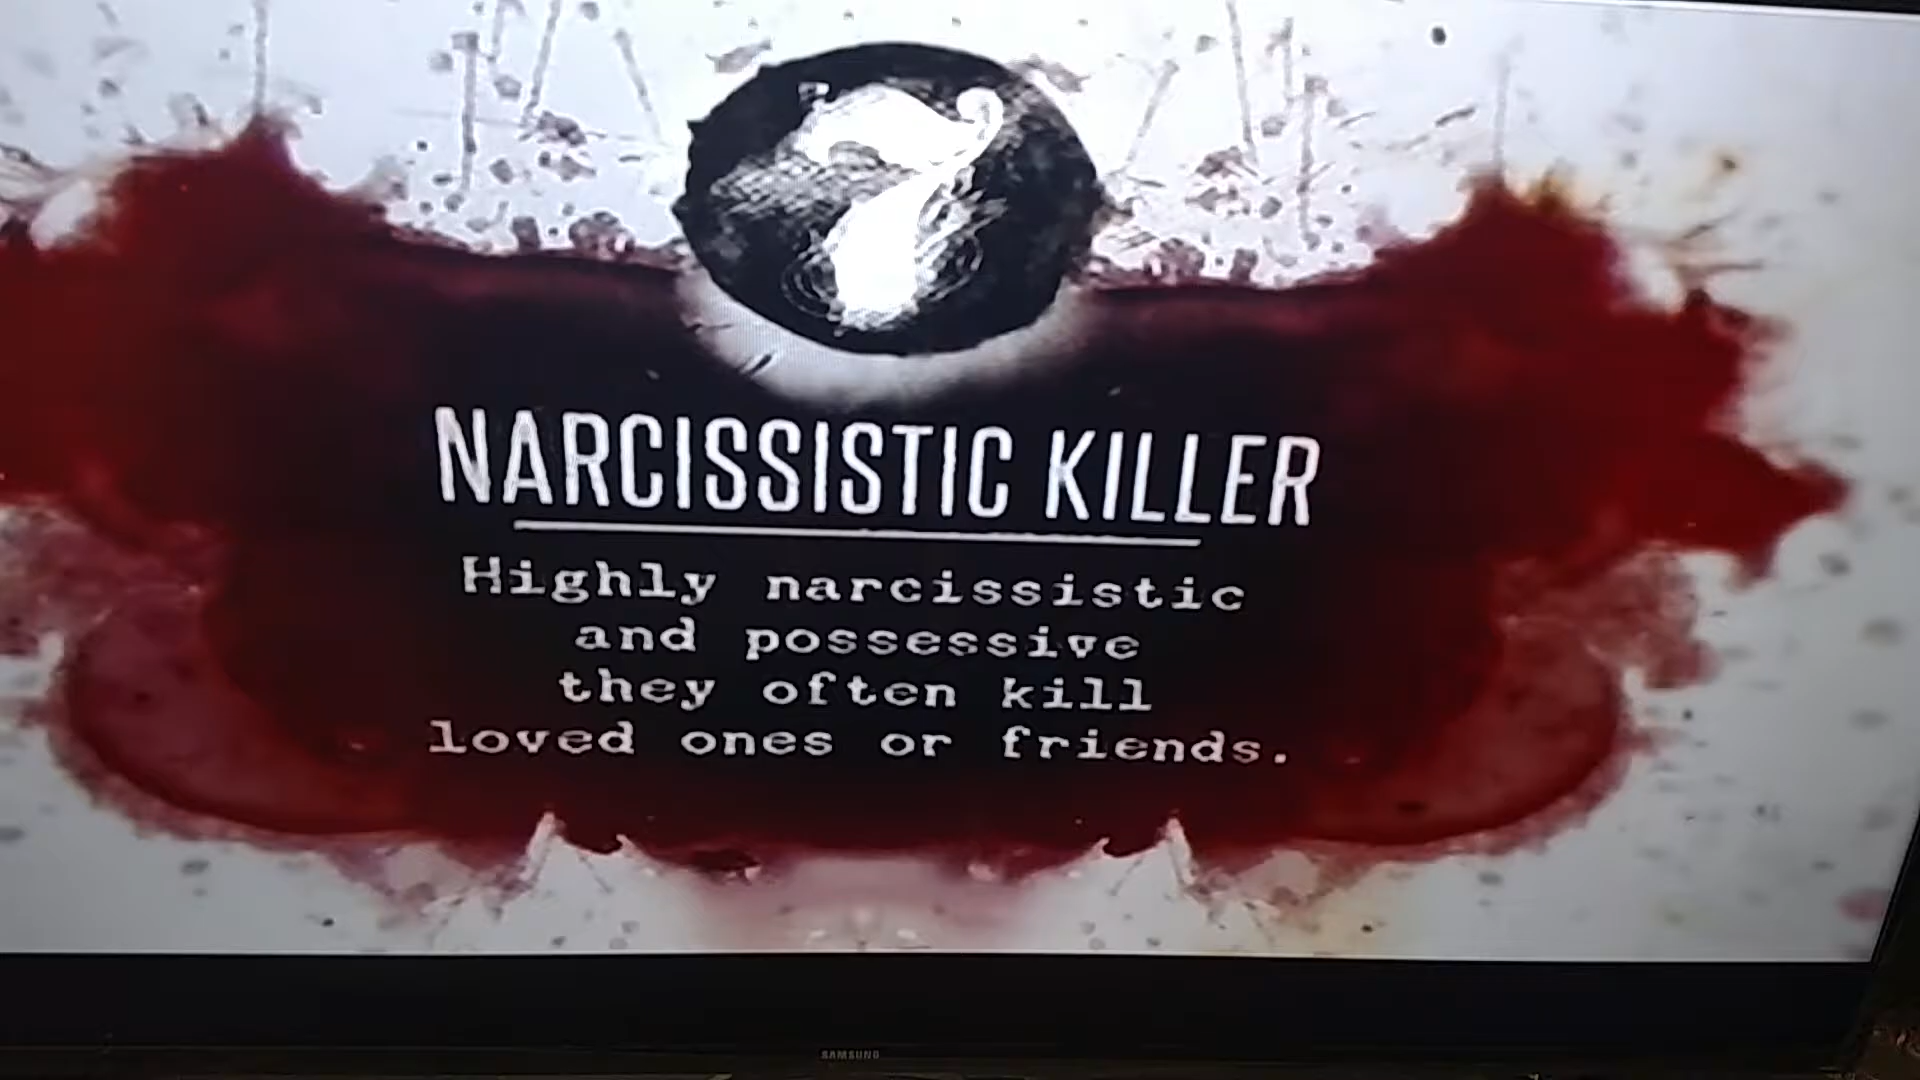 7
NARCISSISTIC KILLER
Highly narcissistic
and possessive
they often kill
loved ones or friends.
SAMSUNG